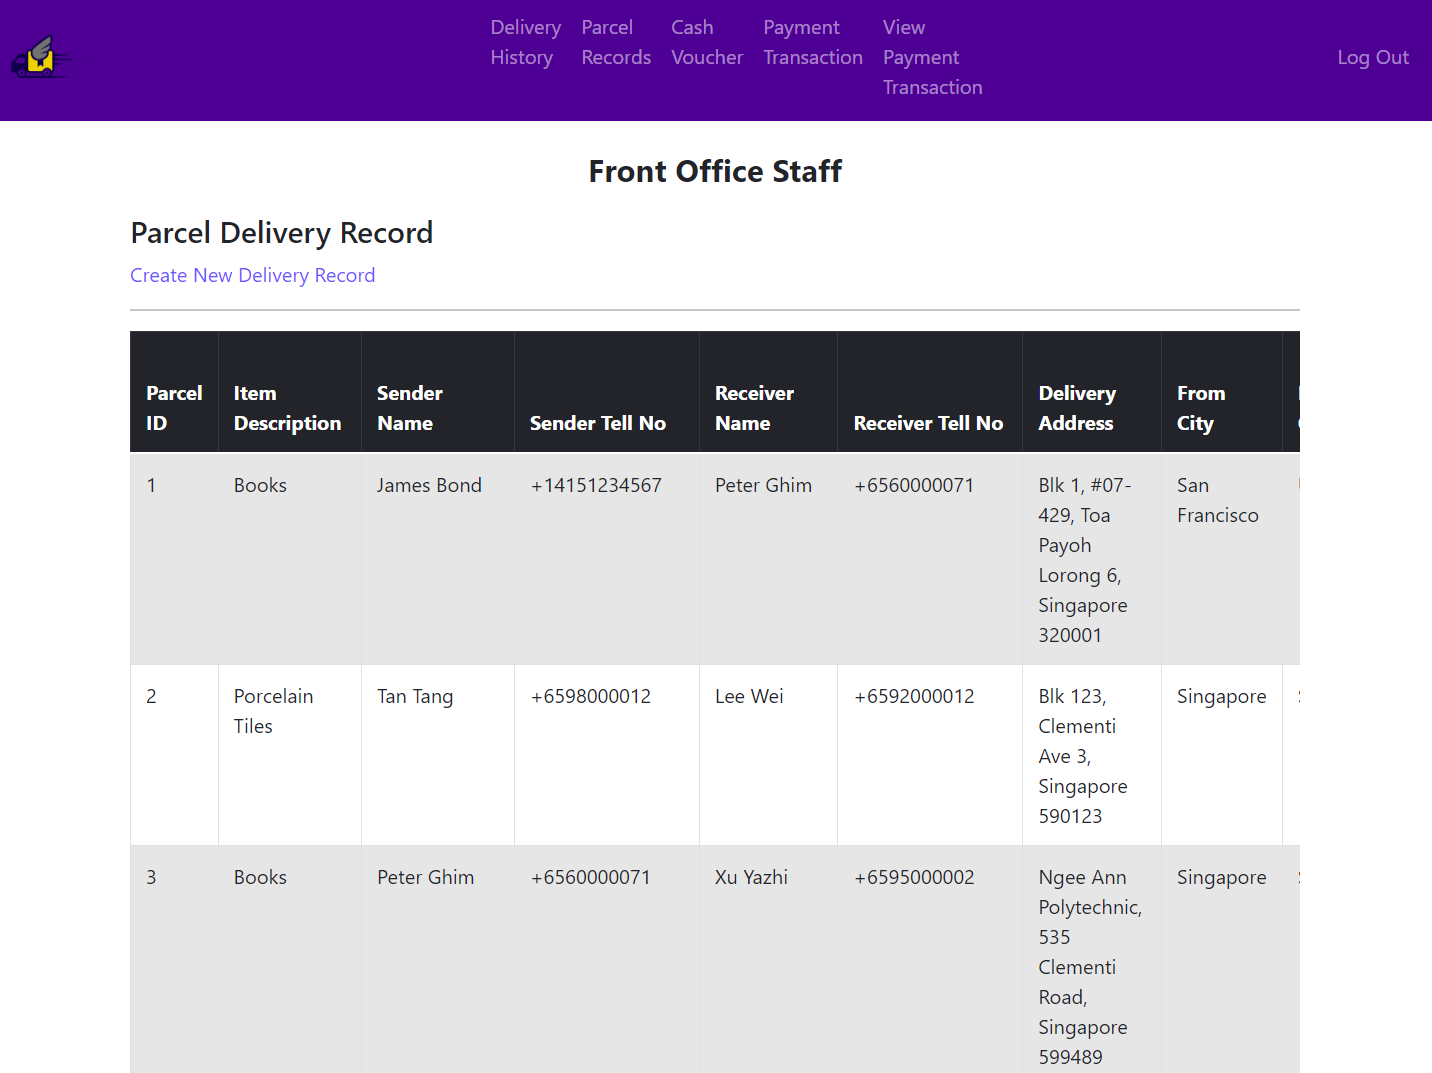 Delivery History
Parcel Records
Cash Voucher
Payment Transaction
View Payment Transaction
Log Out
Front Office Staff
Parcel Delivery Record
Create New Delivery Record
Parcel ID
Item Description
Sender Name
Sender Tell No
Receiver Name
Receiver Tell No
Delivery Address
From City
1
Books
James Bond
+14151234567
Peter Ghim
+6560000071
Blk 1, #07-
429, Toa
Payoh
Lorong 6,
Singapore
320001
San
Francisco
2
Porcelain
Tiles
Tan Tang
+6598000012
Lee Wei
+6592000012
Blk 123,
Clementi
Ave 3,
Singapore
590123
Singapore
3
Books
Peter Ghim
+6560000071
Xu Yazhi
+6595000002
Ngee Ann
Polytechnic,
535
Clementi
Road,
Singapore
599489
Singapore